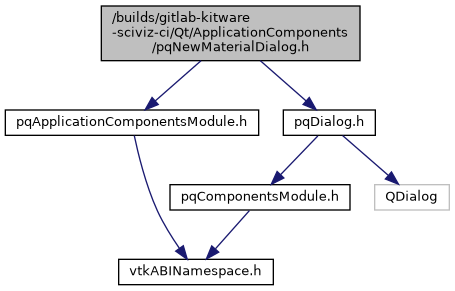 /builds/gitlab-kitware
-sciviz-ci/Qt/ApplicationComponents
/pqNewMaterialDialog.h
pqApplicationComponentsModule.h
pqDialog.h
pqComponentsModule.h
QDialog
vtkABINamespace.h